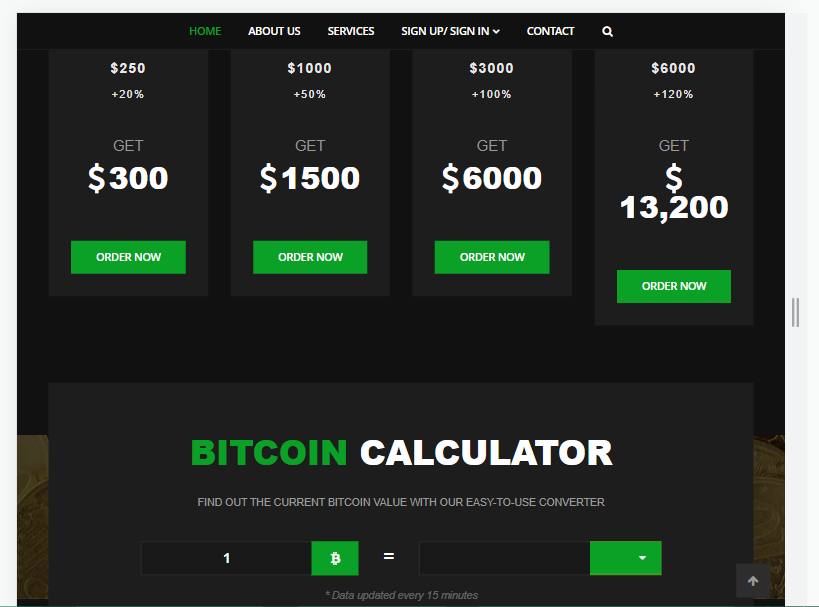 HOME ABOUT US SERVICES SIGN UP/ SIGN IN CONTACT
$250 $1000 $3000 $6000
+20% +50% +100% +120%
GET GET GET GET
$300 $1500 $6000 $
13,200
ORDER NOW ORDER NOW ORDER NOW
ORDER NOW
BITCOIN CALCULATOR
FIND OUT THE CURRENT BITCOIN VALUE WITH OUR EASY-TO-USE CONVERTER
1 ₿ =
* Data updated every 15 minutes